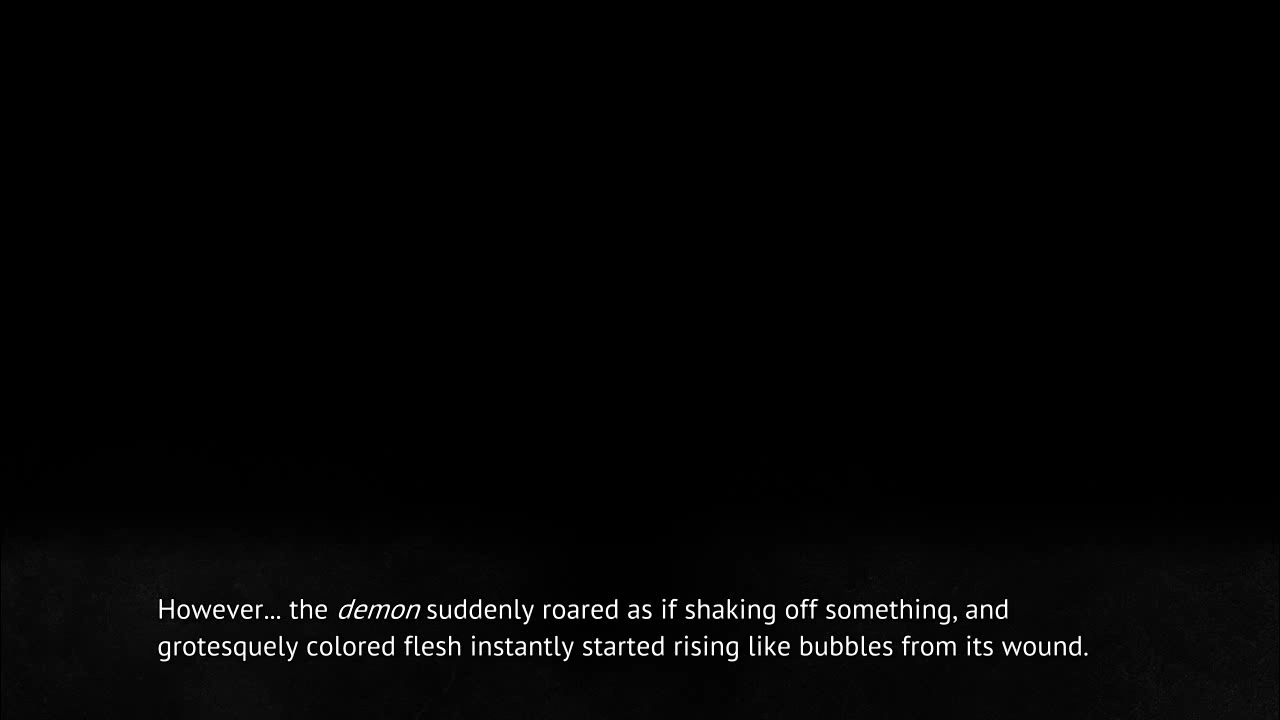 However... the demon suddenly roared as if shaking off something, and
grotesquely colored flesh instantly started rising like bubbles from its wound.